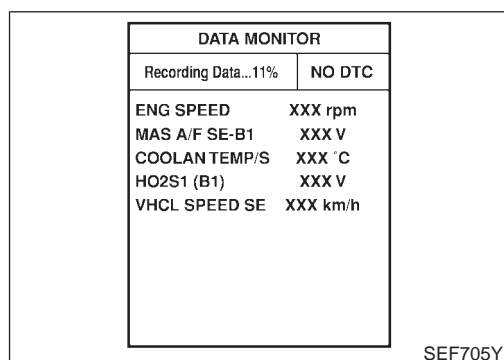 DATA MONITOR
Recording Data...11% NO DTC
ENG SPEED XXX rpm
MAS A/F SE-B1 XXX V
COOLAN TEMP/S XXX °C
HO2S1 (B1) XXX V
VHCL SPEED SE XXX km/h
SEF705Y